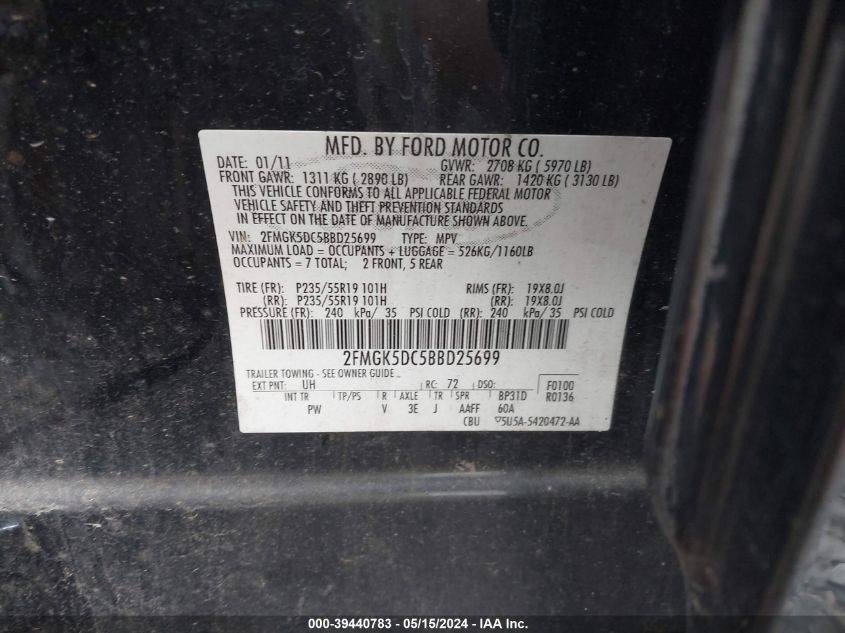 MFD. BY FORD MOTOR CO.
DATE: 01/11 GVWR: 2708 KG ( 5970 LB)
FRONT GAWR: 1311 KG ( 2890 LB) REAR GAWR: 1420 KG ( 3130 LB)
THIS VEHICLE CONFORMS TO ALL APPLICABLE FEDERAL MOTOR
VEHICLE SAFETY AND THEFT PREVENTION STANDARDS
IN EFFECT ON THE DATE OF MANUFACTURE SHOWN ABOVE.
VIN: 2FMGK5DC5BBD25699 TYPE: MPV
MAXIMUM LOAD = OCCUPANTS + LUGGAGE = 526KG/1160LB
OCCUPANTS = 7 TOTAL; 2 FRONT, 5 REAR
TIRE (FR): P235/55R19 101H RIMS (FR): 19X8.0J
(RR): P235/55R19 101H (RR): 19X8.0J
PRESSURE (FR): 240 kPa/ 35 PSI COLD (RR): 240 kPa/ 35 PSI COLD
2FMGK5DC5BBD25699
TRAILER TOWING - SEE OWNER GUIDE
EXT PNT: UH RC: 72 DSO: F0100
INT TR TP/PS R AXLE TR SPR BP31D R0136
PW V 3E J AAFF 60A
CBU 5U5A-5420472-AA
000-39440783 - 05/15/2024 - IAA Inc.